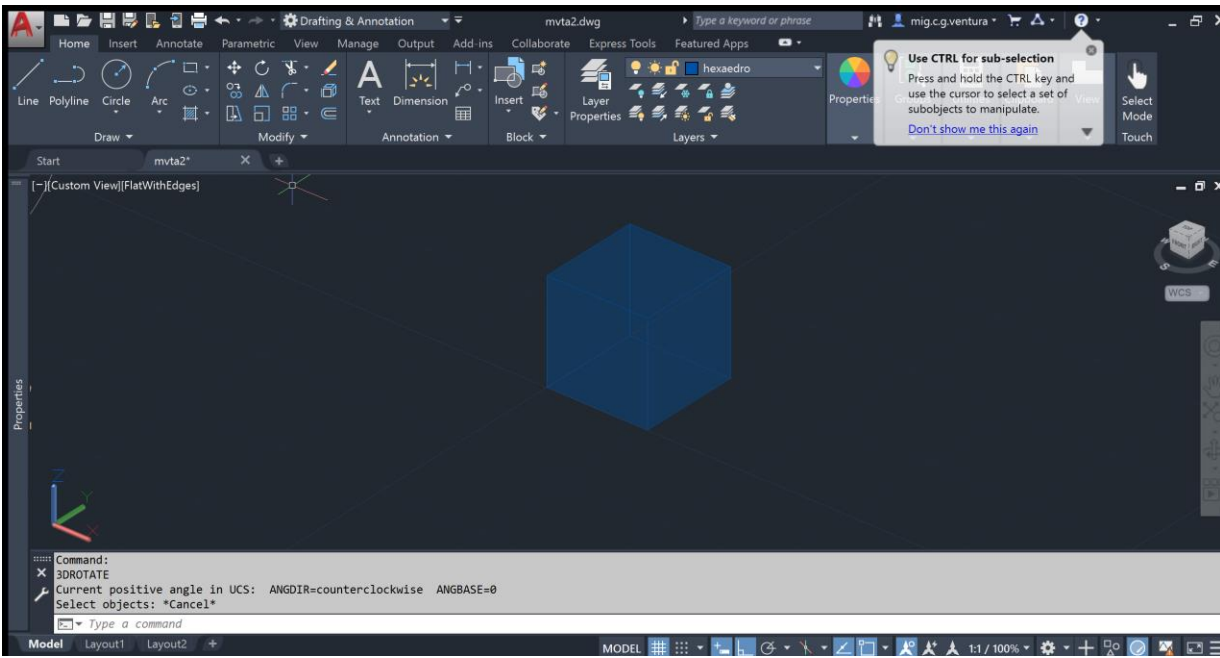 Drafting & Annotation
mvta2.dwg
Type a keyword or phrase
mig.c.g.ventura
Home Insert Annotate Parametric View Manage Output Add-ins Collaborate Express Tools Featured Apps
Use CTRL for sub-selection
Press and hold the CTRL key and
use the cursor to select a set of
subobjects to manipulate.
Don't show me this again
hexaedro
Line Polyline Circle Arc
Text Dimension
Insert
Layer
Properties
Properties
Select
Mode
Draw Modify Annotation Block Layers Touch
Start mvta2* +
[−][Custom View][FlatWithEdges]
TOP
FRONT
S
E
WCS
Properties
Z
Y
X
Command:
3DROTATE
Current positive angle in UCS: ANGDIR=counterclockwise ANGBASE=0
Select objects: *Cancel*
Type a command
Model Layout1 Layout2 +
MODEL 1:1 / 100%